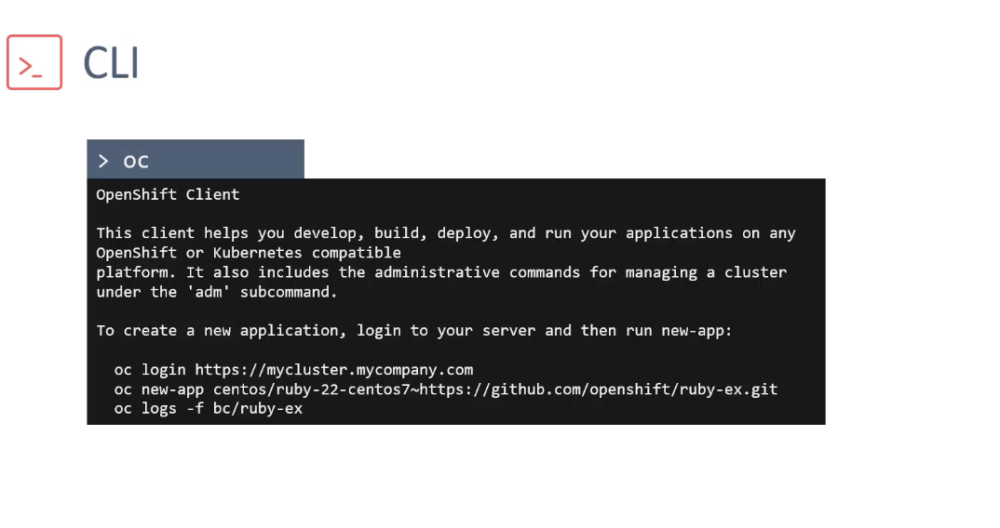 >_ CLI
> oc
OpenShift Client
This client helps you develop, build, deploy, and run your applications on any
OpenShift or Kubernetes compatible
platform. It also includes the administrative commands for managing a cluster
under the 'adm' subcommand.
To create a new application, login to your server and then run new-app:
oc login https://mycluster.mycompany.com
oc new-app centos/ruby-22-centos7~https://github.com/openshift/ruby-ex.git
oc logs -f bc/ruby-ex